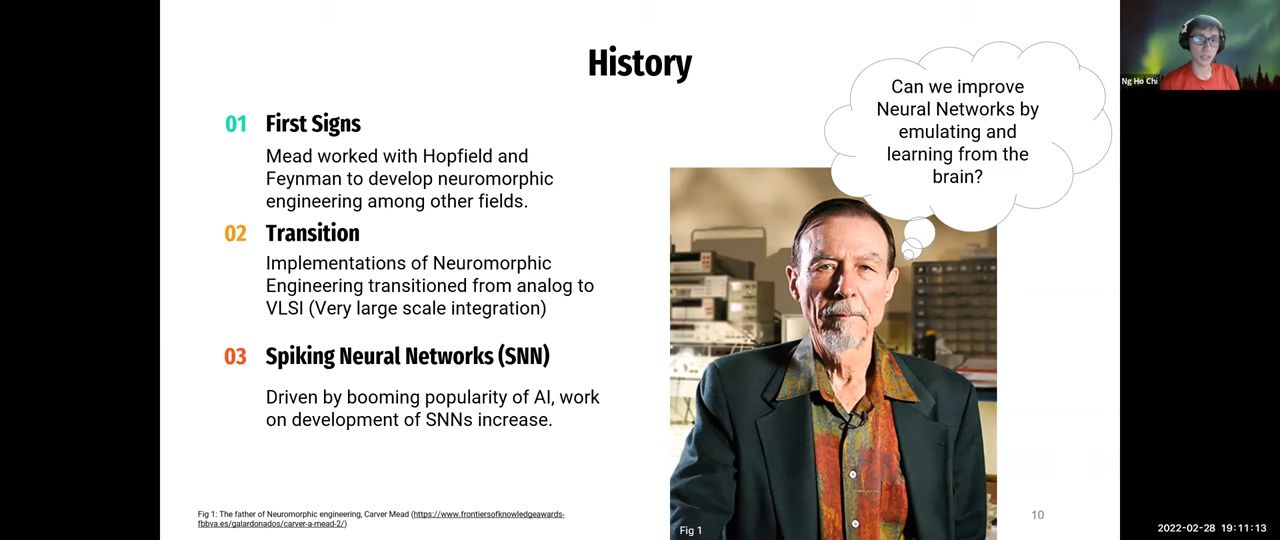 History
01 First Signs
Mead worked with Hopfield and
Feynman to develop neuromorphic
engineering among other fields.
02 Transition
Implementations of Neuromorphic
Engineering transitioned from analog to
VLSI (Very large scale integration)
03 Spiking Neural Networks (SNN)
Driven by booming popularity of AI, work
on development of SNNs increase.
Can we improve
Neural Networks by
emulating and
learning from the
brain?
Fig 1
Fig 1: The father of Neuromorphic engineering, Carver Mead (https://www.frontiersofknowledgeawards-
fbbva.es/galardonados/carver-a-mead-2/)
10
Ng Ho Chi
2022-02-28 19:11:13